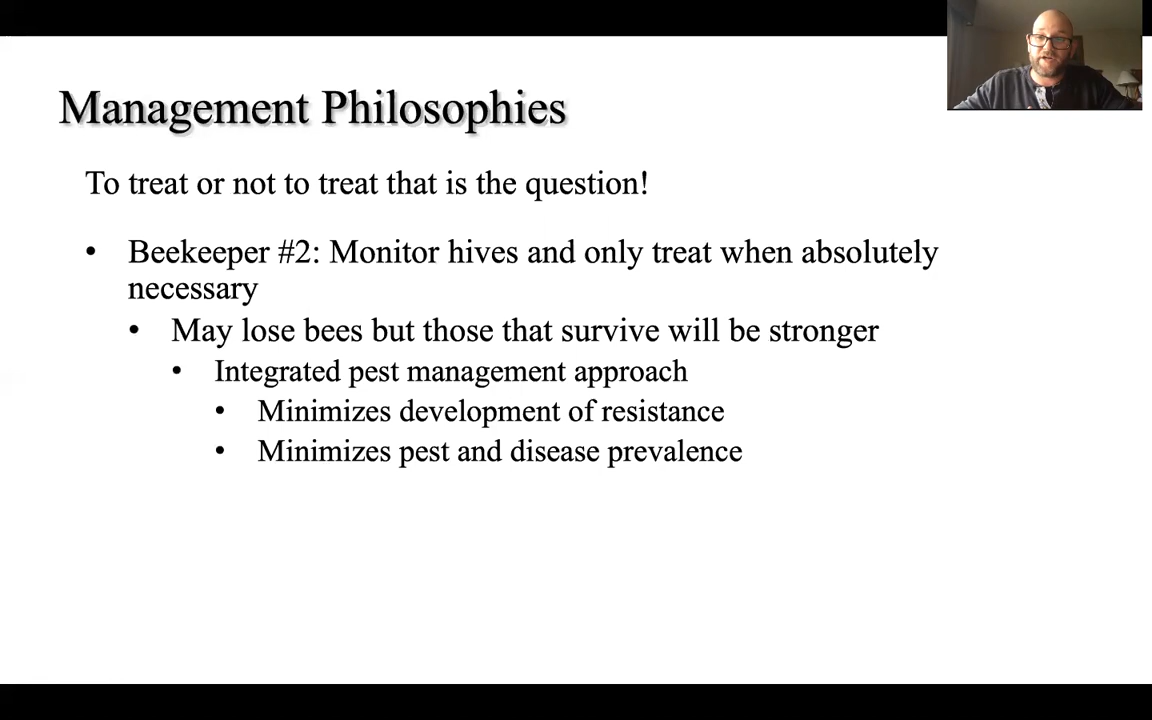 Management Philosophies
To treat or not to treat that is the question!
• Beekeeper #2: Monitor hives and only treat when absolutely
necessary
• May lose bees but those that survive will be stronger
• Integrated pest management approach
• Minimizes development of resistance
• Minimizes pest and disease prevalence